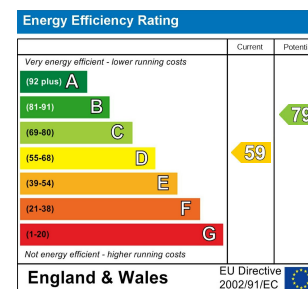 Energy Efficiency Rating
Current Potenti
Very energy efficient - lower running costs
(92 plus) A
(81-91) B
(69-80) C
(55-68) D
(39-54) E
(21-38) F
(1-20) G
59
79
Not energy efficient - higher running costs
England & Wales
EU Directive
2002/91/EC